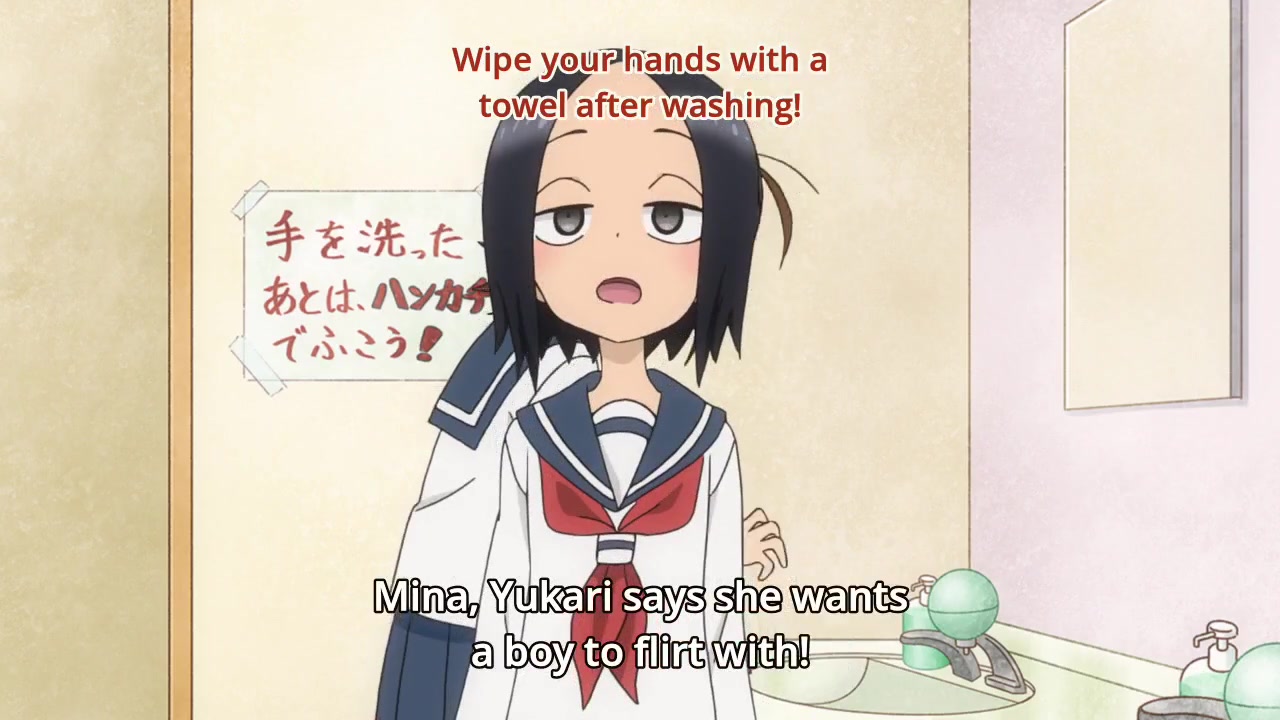 Wipe your hands with a
towel after washing!
手を洗った
あとは、ハンカチ
でふこう!
Mina, Yukari says she wants
a boy to flirt with!